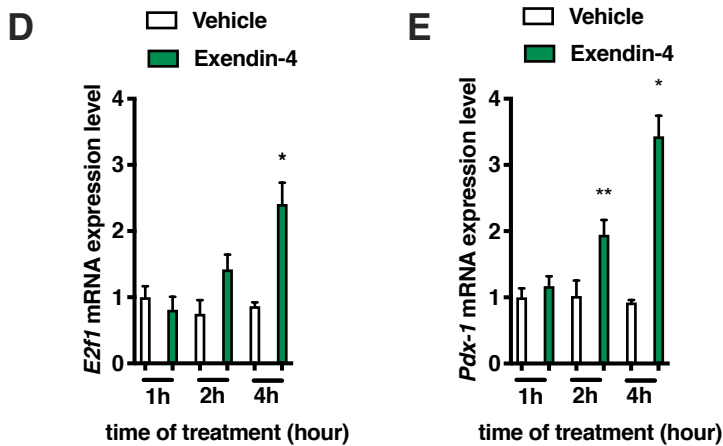 D
Vehicle
Exendin-4
E2f1 mRNA expression level
4
3
2
1
0
*
1h 2h 4h
time of treatment (hour)
E
Vehicle
Exendin-4
Pdx-1 mRNA expression level
4
3
2
1
0
**
*
1h 2h 4h
time of treatment (hour)